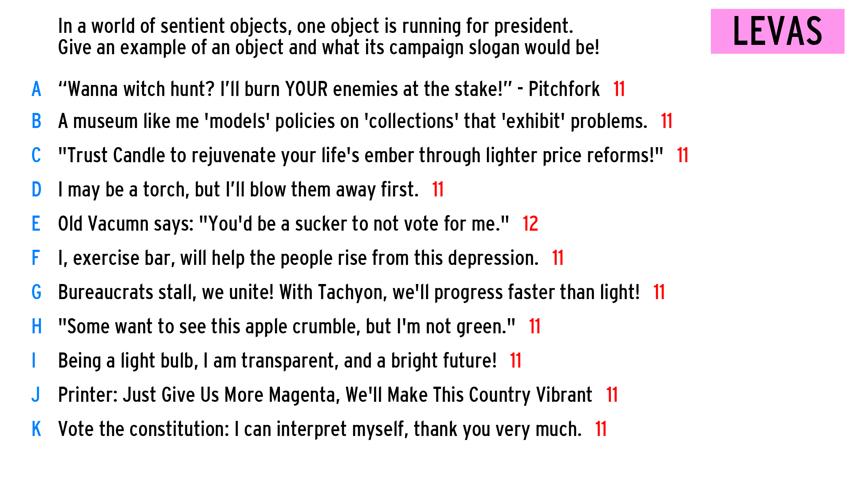 In a world of sentient objects, one object is running for president.
Give an example of an object and what its campaign slogan would be!
LEVAS
A “Wanna witch hunt? I’ll burn YOUR enemies at the stake!” - Pitchfork 11
B A museum like me 'models' policies on 'collections' that 'exhibit' problems. 11
C "Trust Candle to rejuvenate your life's ember through lighter price reforms!" 11
D I may be a torch, but I’ll blow them away first. 11
E Old Vacumn says: "You'd be a sucker to not vote for me." 12
F I, exercise bar, will help the people rise from this depression. 11
G Bureaucrats stall, we unite! With Tachyon, we'll progress faster than light! 11
H "Some want to see this apple crumble, but I'm not green." 11
I Being a light bulb, I am transparent, and a bright future! 11
J Printer: Just Give Us More Magenta, We'll Make This Country Vibrant 11
K Vote the constitution: I can interpret myself, thank you very much. 11